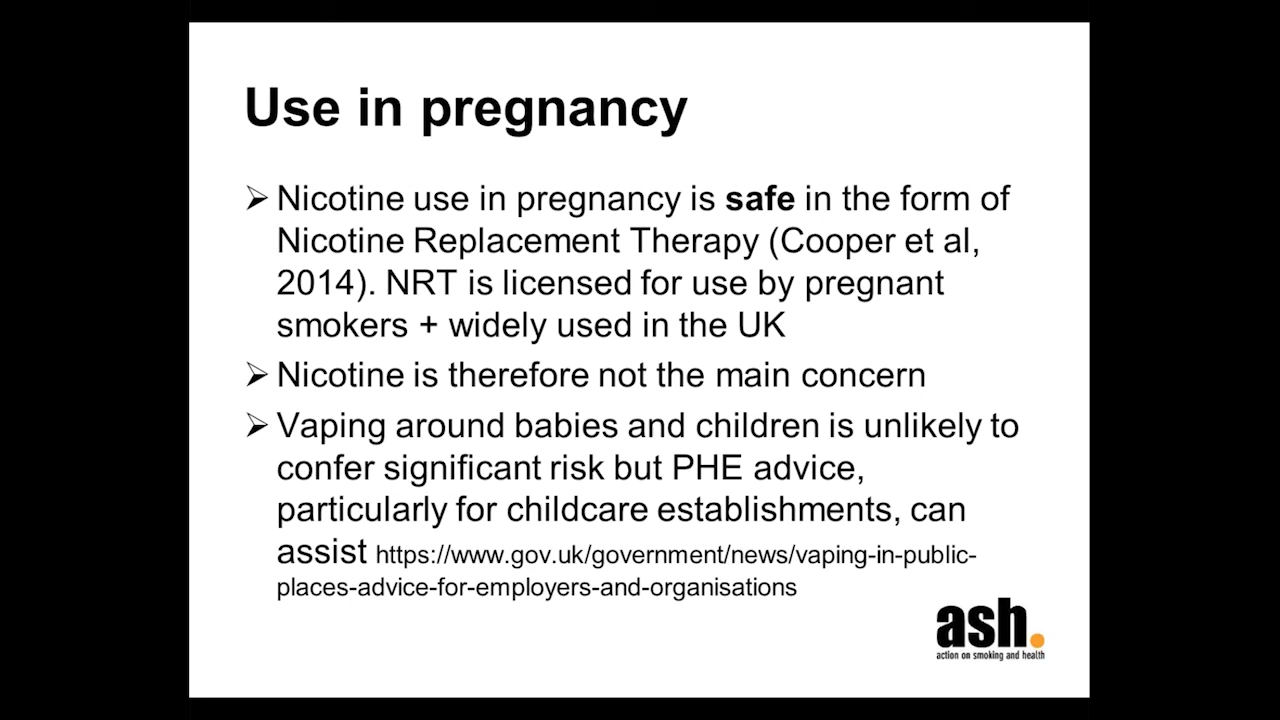 Use in pregnancy
➢ Nicotine use in pregnancy is safe in the form of
Nicotine Replacement Therapy (Cooper et al,
2014). NRT is licensed for use by pregnant
smokers + widely used in the UK
➢ Nicotine is therefore not the main concern
➢ Vaping around babies and children is unlikely to
confer significant risk but PHE advice,
particularly for childcare establishments, can
assist https://www.gov.uk/government/news/vaping-in-public-
places-advice-for-employers-and-organisations
ash.
action on smoking and health